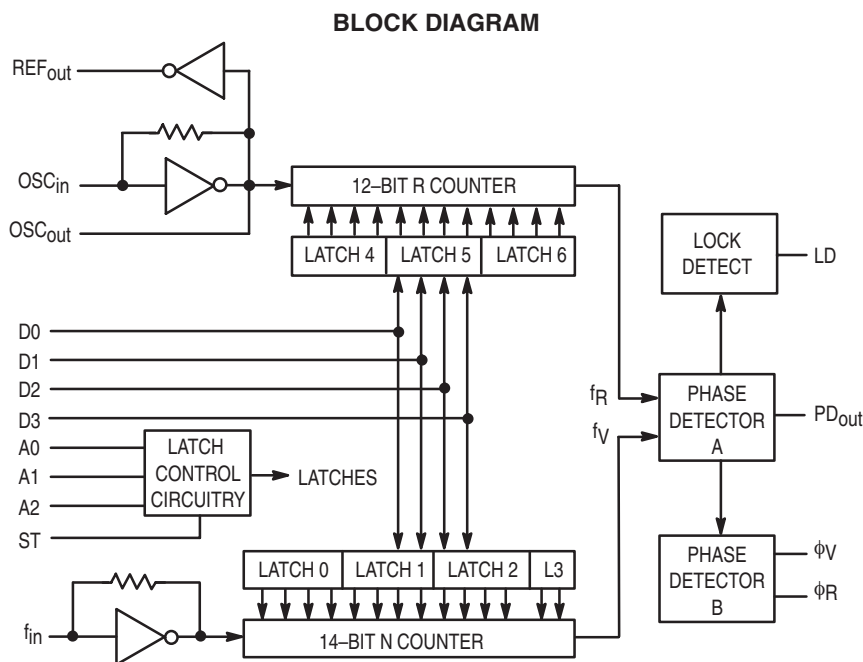 BLOCK DIAGRAM
REFout
OSCin
OSCout
12–BIT R COUNTER
LATCH 4 LATCH 5 LATCH 6
LOCK DETECT
LD
D0
D1
D2
D3
A0
A1
A2
ST
LATCH CONTROL CIRCUITRY
LATCHES
fR
fV
PHASE DETECTOR A
PDout
PHASE DETECTOR B
ϕV
ϕR
LATCH 0 LATCH 1 LATCH 2 L3
fin
14–BIT N COUNTER